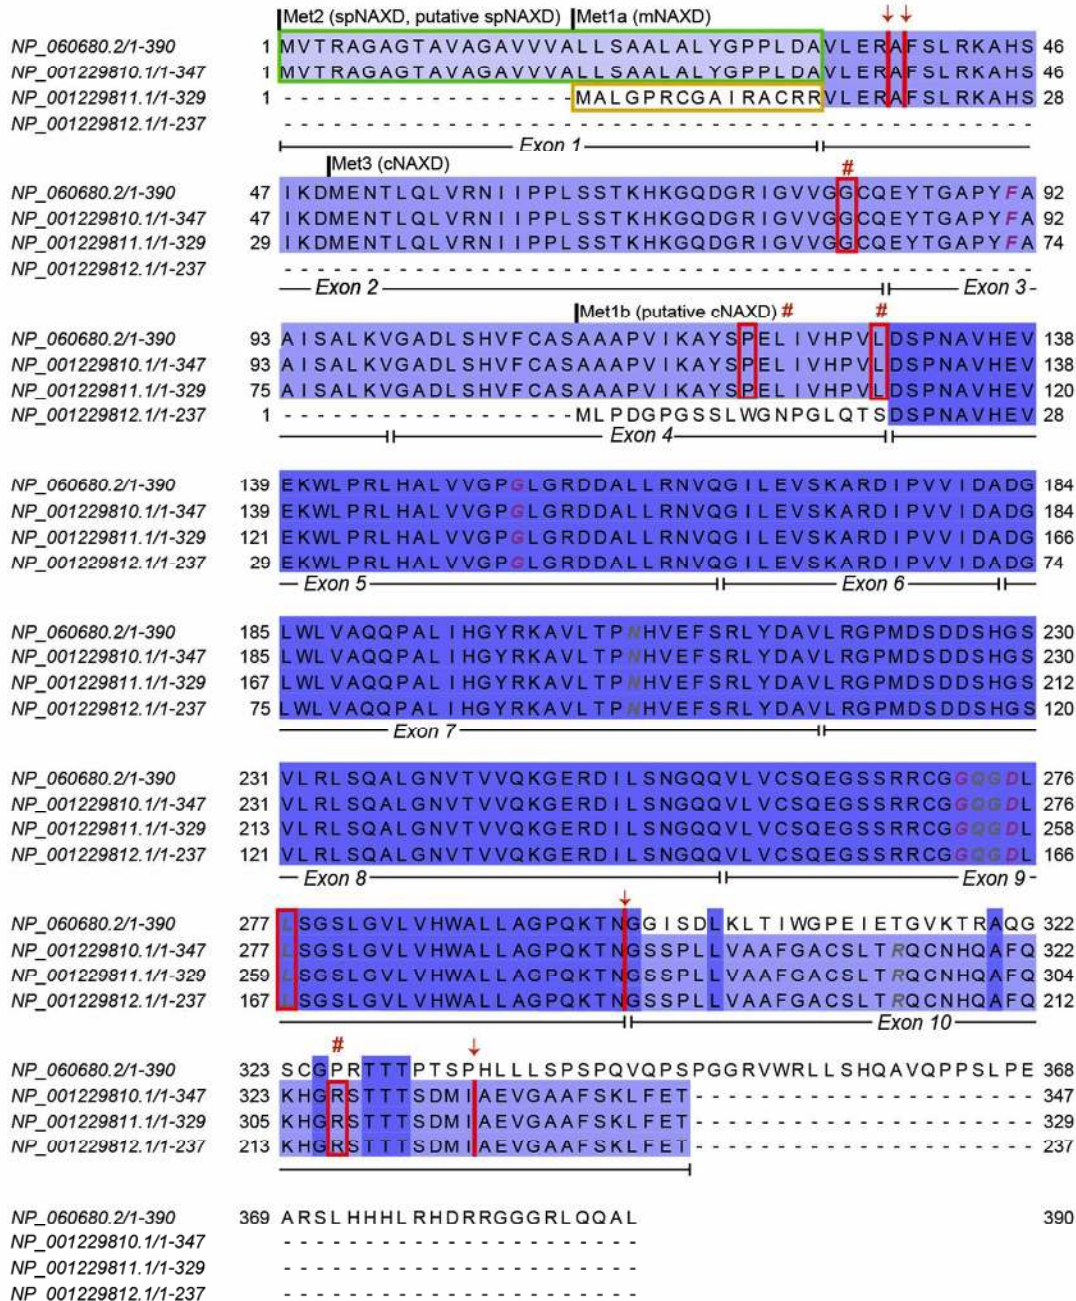 Met2 (spNAXD, putative spNAXD) Met1a (mNAXD) ↓ ↓
NP_060680.2/1-390 1 MVTRAGAGTAVAGAVVVALLSAALALYGPPLDAVLERAFSLRKAHS 46
NP_001229810.1/1-347 1 MVTRAGAGTAVAGAVVVALLSAALALYGPPLDAVLERAFSLRKAHS 46
NP_001229811.1/1-329 1 ------------------MALGPRCGAIRACRRVLERAFSLRKAHS 28
NP_001229812.1/1-237 ----------------------------------------------
Exon 1
Met3 (cNAXD) #
NP_060680.2/1-390 47 IKDMENTLQLVRNIIPPLSSTKHKGQDGRIGVVGGCQEYTGAPYFA 92
NP_001229810.1/1-347 47 IKDMENTLQLVRNIIPPLSSTKHKGQDGRIGVVGGCQEYTGAPYFA 92
NP_001229811.1/1-329 29 IKDMENTLQLVRNIIPPLSSTKHKGQDGRIGVVGGCQEYTGAPYFA 74
NP_001229812.1/1-237 ----------------------------------------------
Exon 2 Exon 3
Met1b (putative cNAXD) # #
NP_060680.2/1-390 93 AISALKVGADLSHVFCASAAAPVIKAYSPELIVHPVLDSPNAVHEV 138
NP_001229810.1/1-347 93 AISALKVGADLSHVFCASAAAPVIKAYSPELIVHPVLDSPNAVHEV 138
NP_001229811.1/1-329 75 AISALKVGADLSHVFCASAAAPVIKAYSPELIVHPVLDSPNAVHEV 120
NP_001229812.1/1-237 1 ------------------MLPDGPGSSLWGNPGLQTSDSPNAVHEV 28
Exon 4
NP_060680.2/1-390 139 EKWLPRLHALVVGPGLGRDDALLRNVQGILEVSKARDIPVVIDADG 184
NP_001229810.1/1-347 139 EKWLPRLHALVVGPGLGRDDALLRNVQGILEVSKARDIPVVIDADG 184
NP_001229811.1/1-329 121 EKWLPRLHALVVGPGLGRDDALLRNVQGILEVSKARDIPVVIDADG 166
NP_001229812.1/1-237 29 EKWLPRLHALVVGPGLGRDDALLRNVQGILEVSKARDIPVVIDADG 74
Exon 5 Exon 6
NP_060680.2/1-390 185 LWLVAQQPALIHGYRKAVLTPNHVEFSRLYDAVLRGPMDSDDSHGS 230
NP_001229810.1/1-347 185 LWLVAQQPALIHGYRKAVLTPNHVEFSRLYDAVLRGPMDSDDSHGS 230
NP_001229811.1/1-329 167 LWLVAQQPALIHGYRKAVLTPNHVEFSRLYDAVLRGPMDSDDSHGS 212
NP_001229812.1/1-237 75 LWLVAQQPALIHGYRKAVLTPNHVEFSRLYDAVLRGPMDSDDSHGS 120
Exon 7
NP_060680.2/1-390 231 VLRLSQALGNVTVVQKGERDILSNGQQVLVCSQEGSSRRCGGQGDL 276
NP_001229810.1/1-347 231 VLRLSQALGNVTVVQKGERDILSNGQQVLVCSQEGSSRRCGGQGDL 276
NP_001229811.1/1-329 213 VLRLSQALGNVTVVQKGERDILSNGQQVLVCSQEGSSRRCGGQGDL 258
NP_001229812.1/1-237 121 VLRLSQALGNVTVVQKGERDILSNGQQVLVCSQEGSSRRCGGQGDL 166
Exon 8 Exon 9
↓
NP_060680.2/1-390 277 LSGSLGVLVHWALLAGPQKTNGGISDLKLTIWGPEIETGVKTRAQG 322
NP_001229810.1/1-347 277 LSGSLGVLVHWALLAGPQKTNGSSPLLVAAFGACSLTRQCNHQAFQ 322
NP_001229811.1/1-329 259 LSGSLGVLVHWALLAGPQKTNGSSPLLVAAFGACSLTRQCNHQAFQ 304
NP_001229812.1/1-237 167 LSGSLGVLVHWALLAGPQKTNGSSPLLVAAFGACSLTRQCNHQAFQ 212
Exon 10
# ↓
NP_060680.2/1-390 323 SCGPRTTTPTSPHLLLSPSPQVQPSPGGRVWRLLSHQAVQPPSLPE 368
NP_001229810.1/1-347 323 KHGRSTTTSDMIAEVGAAFSKLFET--------------------- 347
NP_001229811.1/1-329 305 KHGRSTTTSDMIAEVGAAFSKLFET--------------------- 329
NP_001229812.1/1-237 213 KHGRSTTTSDMIAEVGAAFSKLFET--------------------- 237
NP_060680.2/1-390 369 ARSLHHHLRHDRRGGGRLQQAL 390
NP_001229810.1/1-347 ----------------------
NP_001229811.1/1-329 ----------------------
NP_001229812.1/1-237 ----------------------